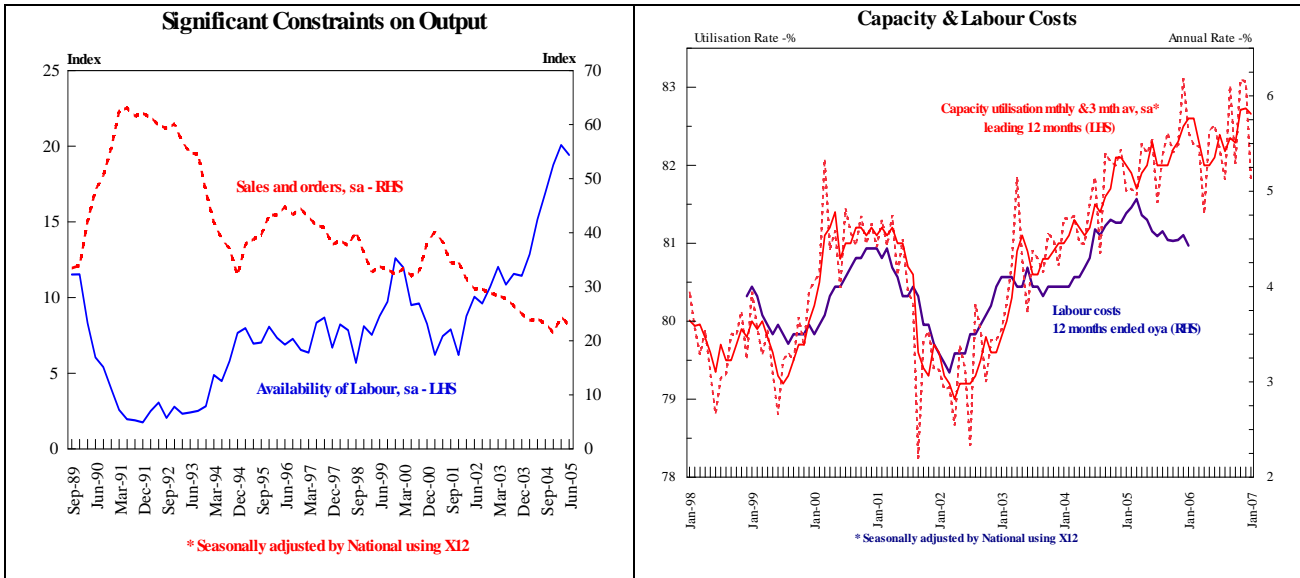 Significant Constraints on Output
Index
Index
25
20
15
10
5
0
70
60
50
40
30
20
10
0
Sales and orders, sa - RHS
Availability of Labour, sa - LHS
Sep-89
Jun-90
Mar-91
Dec-91
Sep-92
Jun-93
Mar-94
Dec-94
Sep-95
Jun-96
Mar-97
Dec-97
Sep-98
Jun-99
Mar-00
Dec-00
Sep-01
Jun-02
Mar-03
Dec-03
Sep-04
Jun-05
* Seasonally adjusted by National using X12
Capacity & Labour Costs
Utilisation Rate -%
Annual Rate -%
83
82
81
80
79
78
6
5
4
3
2
Capacity utilisation mthly & 3 mth av, sa*
leading 12 months (LHS)
Labour costs
12 months ended oya (RHS)
Jan-98
Jan-99
Jan-00
Jan-01
Jan-02
Jan-03
Jan-04
Jan-05
Jan-06
Jan-07
* Seasonally adjusted by National using X12